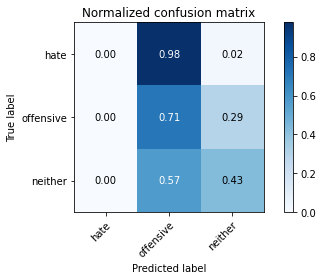 Normalized confusion matrix
hate 0.00 0.98 0.02
offensive 0.00 0.71 0.29
neither 0.00 0.57 0.43
hate offensive neither
True label
Predicted label
0.8
0.6
0.4
0.2
0.0